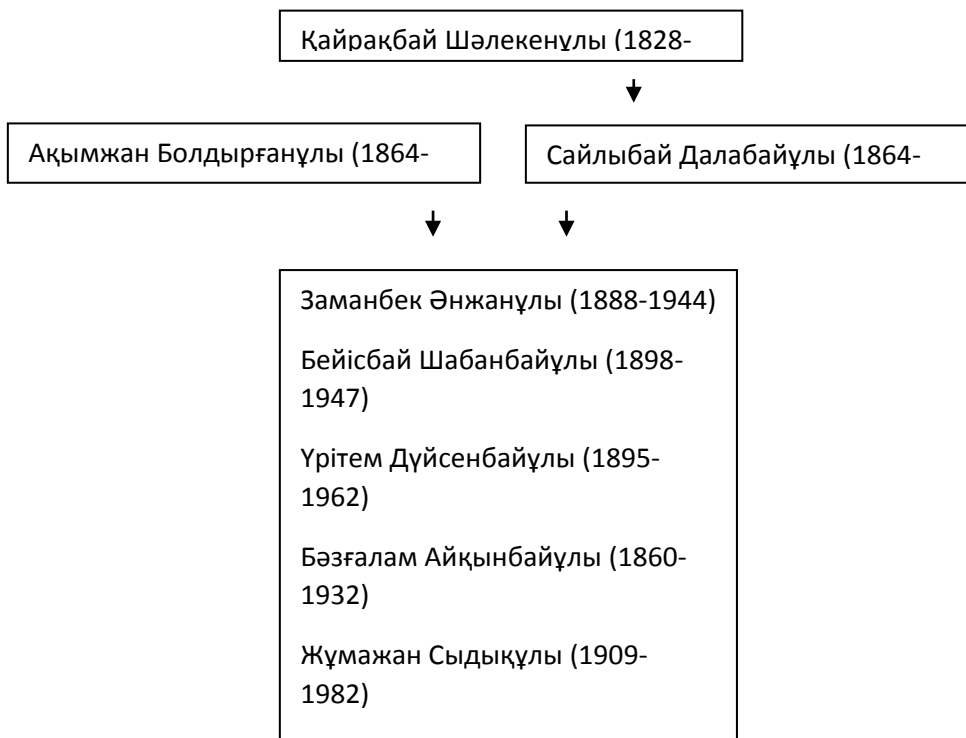 Қайрақбай Шәлекенұлы (1828-
Ақымжан Болдырғанұлы (1864-
Сайлыбай Далабайұлы (1864-
Заманбек Әнжанұлы (1888-1944)
Бейісбай Шабанбайұлы (1898-
1947)
Үрітем Дүйсенбайұлы (1895-
1962)
Бәзғалам Айқынбайұлы (1860-
1932)
Жұмажан Сыдықұлы (1909-
1982)